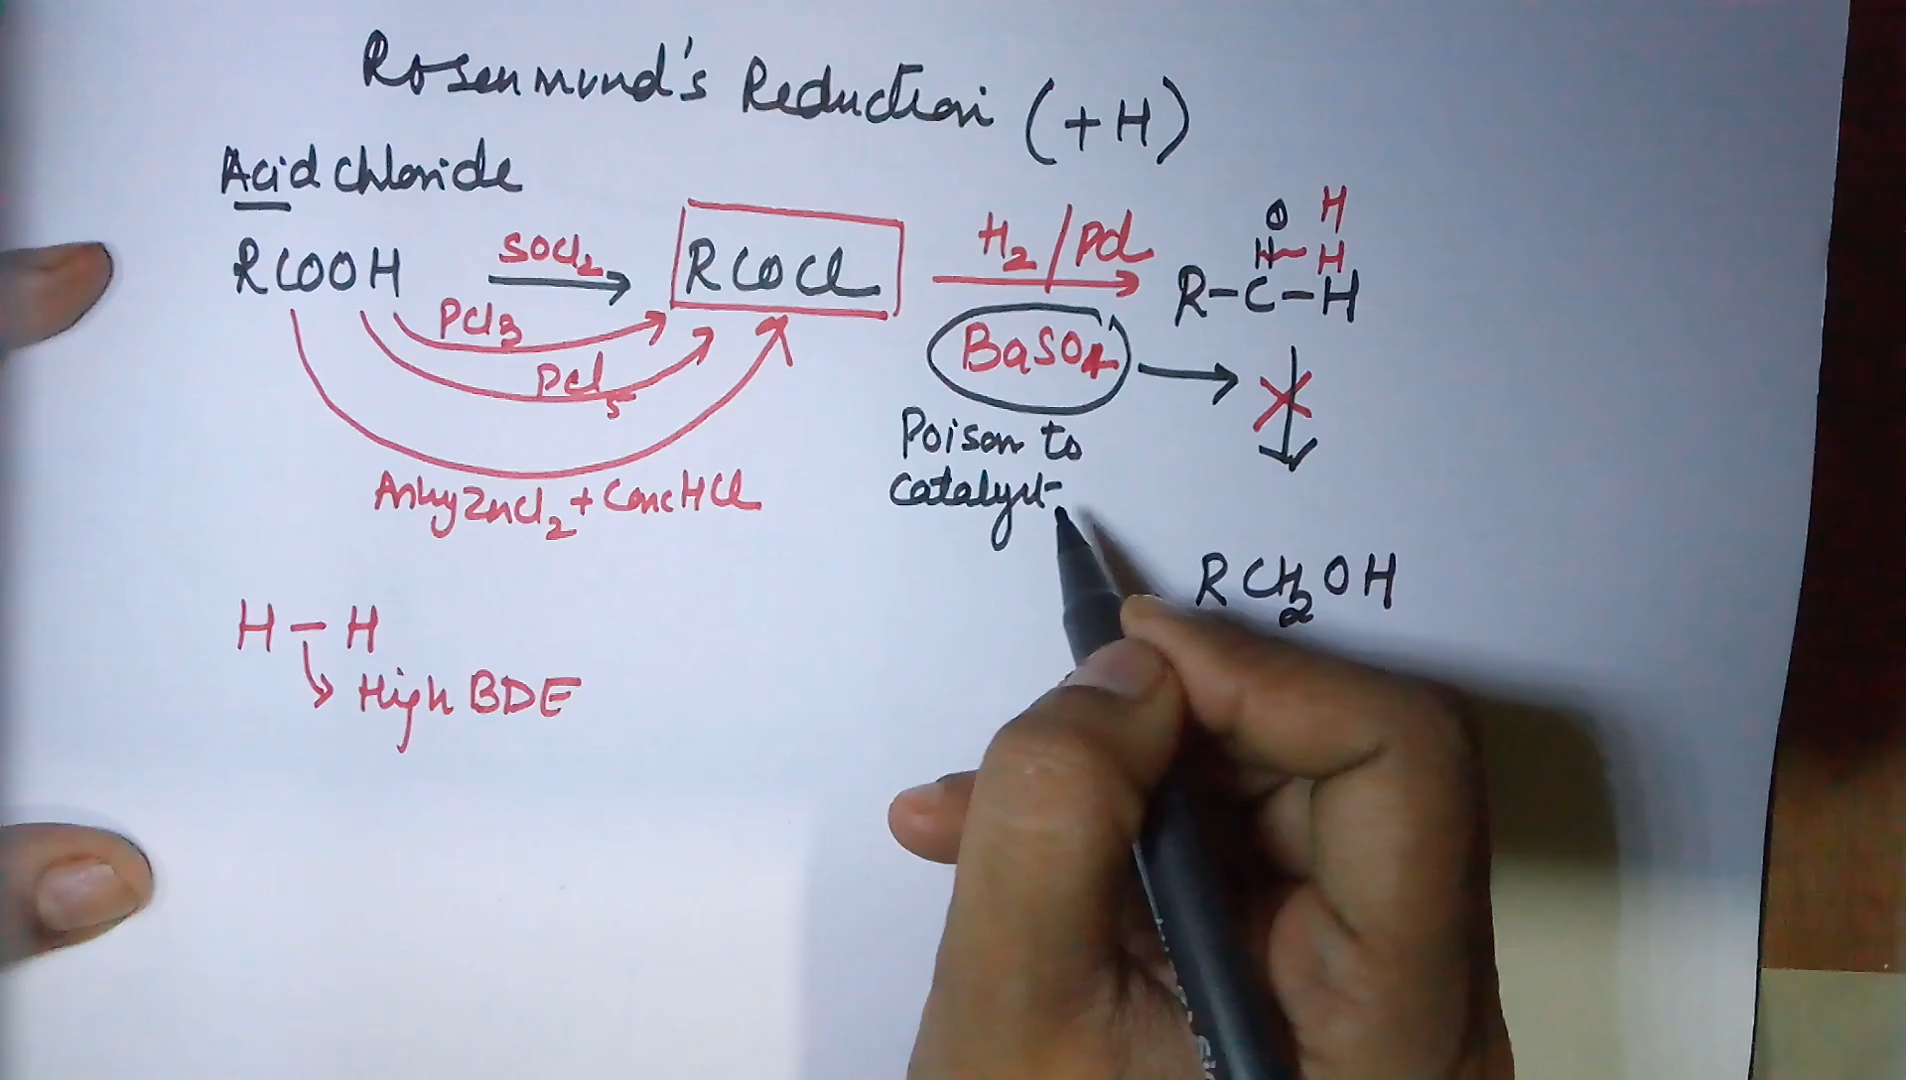 Rosenmund's Reduction (+H)
Acid chloride
RCOOH SOCl2 RCOCl H2/Pd R-C-H
O H
H-H
PCl3
PCl5
BaSO4
Anhy ZnCl2 + Conc HCl
Poison to
catalyst
RCH2OH
H-H
High BDE